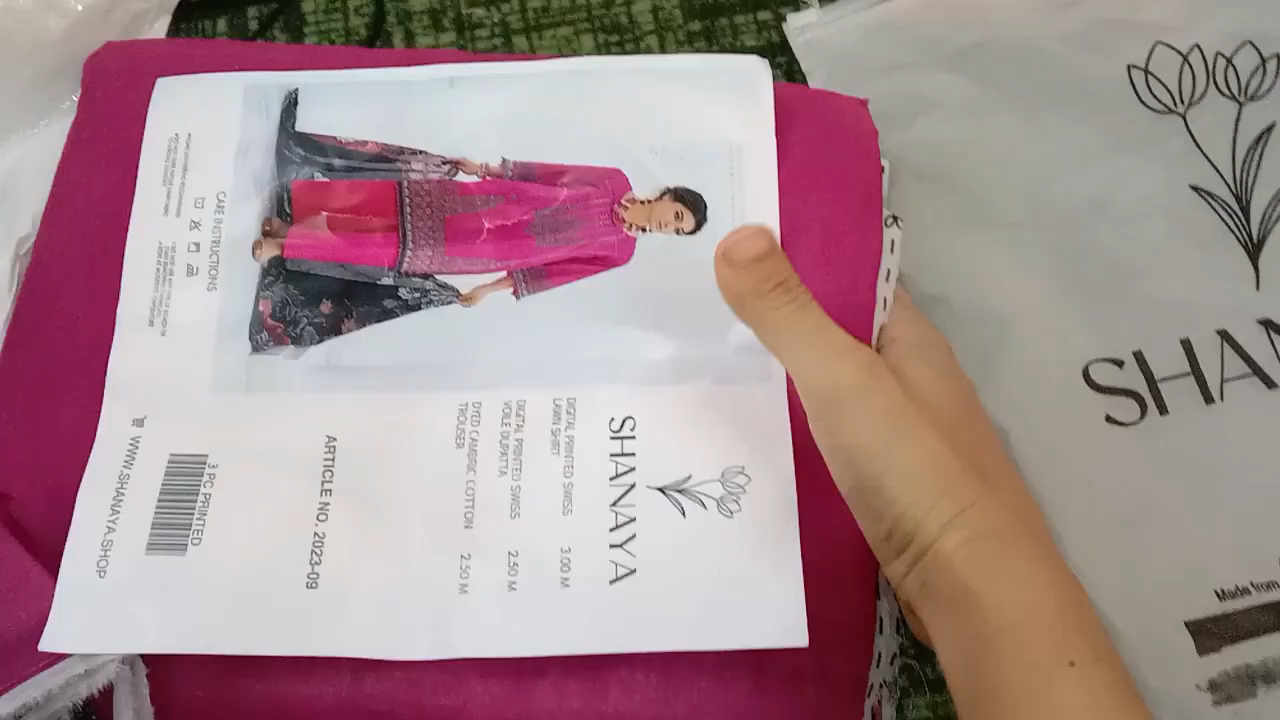 SHANAYA
DIGITAL PRINTED SWISS 3.00 M
LAWN SHIRT
DIGITAL PRINTED SWISS 2.50 M
VOILE DUPATTA
DYED CAMBRIC COTTON 2.50 M
TROUSER
ARTICLE NO. 2023-09
3 PC PRINTED
WWW.SHANAYA.SHOP
CARE INSTRUCTIONS
SHAN
Made from